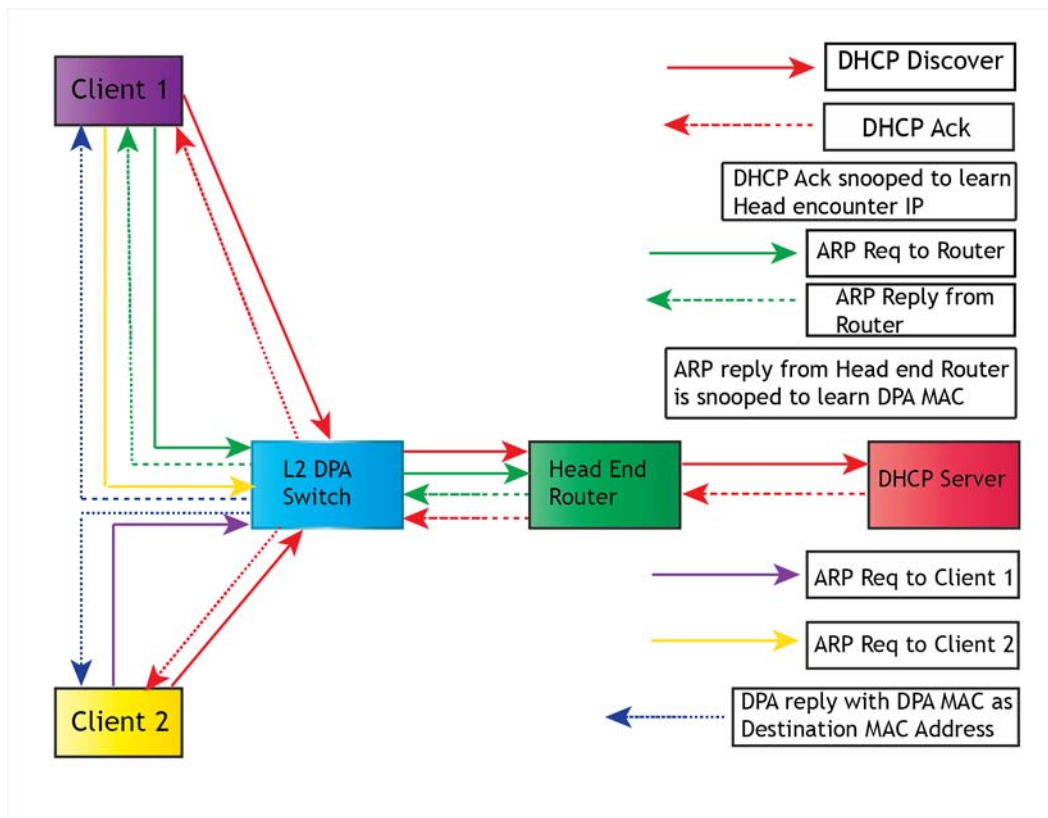 Client 1
DHCP Discover
DHCP Ack
DHCP Ack snooped to learn
Head encounter IP
ARP Req to Router
ARP Reply from
Router
ARP reply from Head end Router
is snooped to learn DPA MAC
L2 DPA
Switch
Head End
Router
DHCP Server
ARP Req to Client 1
ARP Req to Client 2
Client 2
DPA reply with DPA MAC as
Destination MAC Address